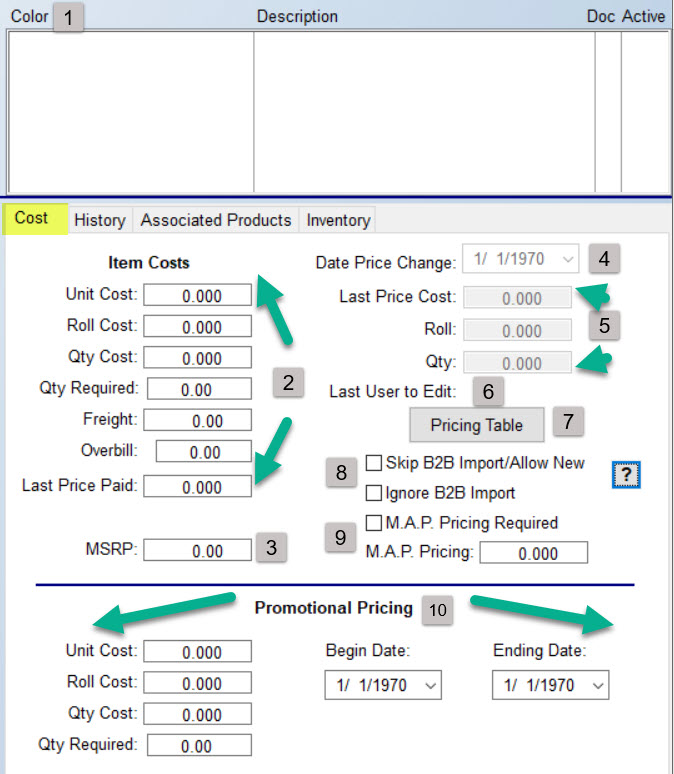 Color 1 Description Doc Active
Cost History Associated Products Inventory
Item Costs
Unit Cost: 0.000
Roll Cost: 0.000
Qty Cost: 0.000
Qty Required: 0.00
Freight: 0.00
Overbill: 0.00
Last Price Paid: 0.000
2
MSRP: 0.00 3
Date Price Change: 1/ 1/1970 4
Last Price Cost: 0.000
Roll: 0.000 5
Qty: 0.000
Last User to Edit: 6
Pricing Table 7
8 Skip B2B Import/Allow New ?
Ignore B2B Import
9 M.A.P. Pricing Required
M.A.P. Pricing: 0.000
Promotional Pricing 10
Unit Cost: 0.000
Roll Cost: 0.000
Qty Cost: 0.000
Qty Required: 0.00
Begin Date: Ending Date:
1/ 1/1970 1/ 1/1970